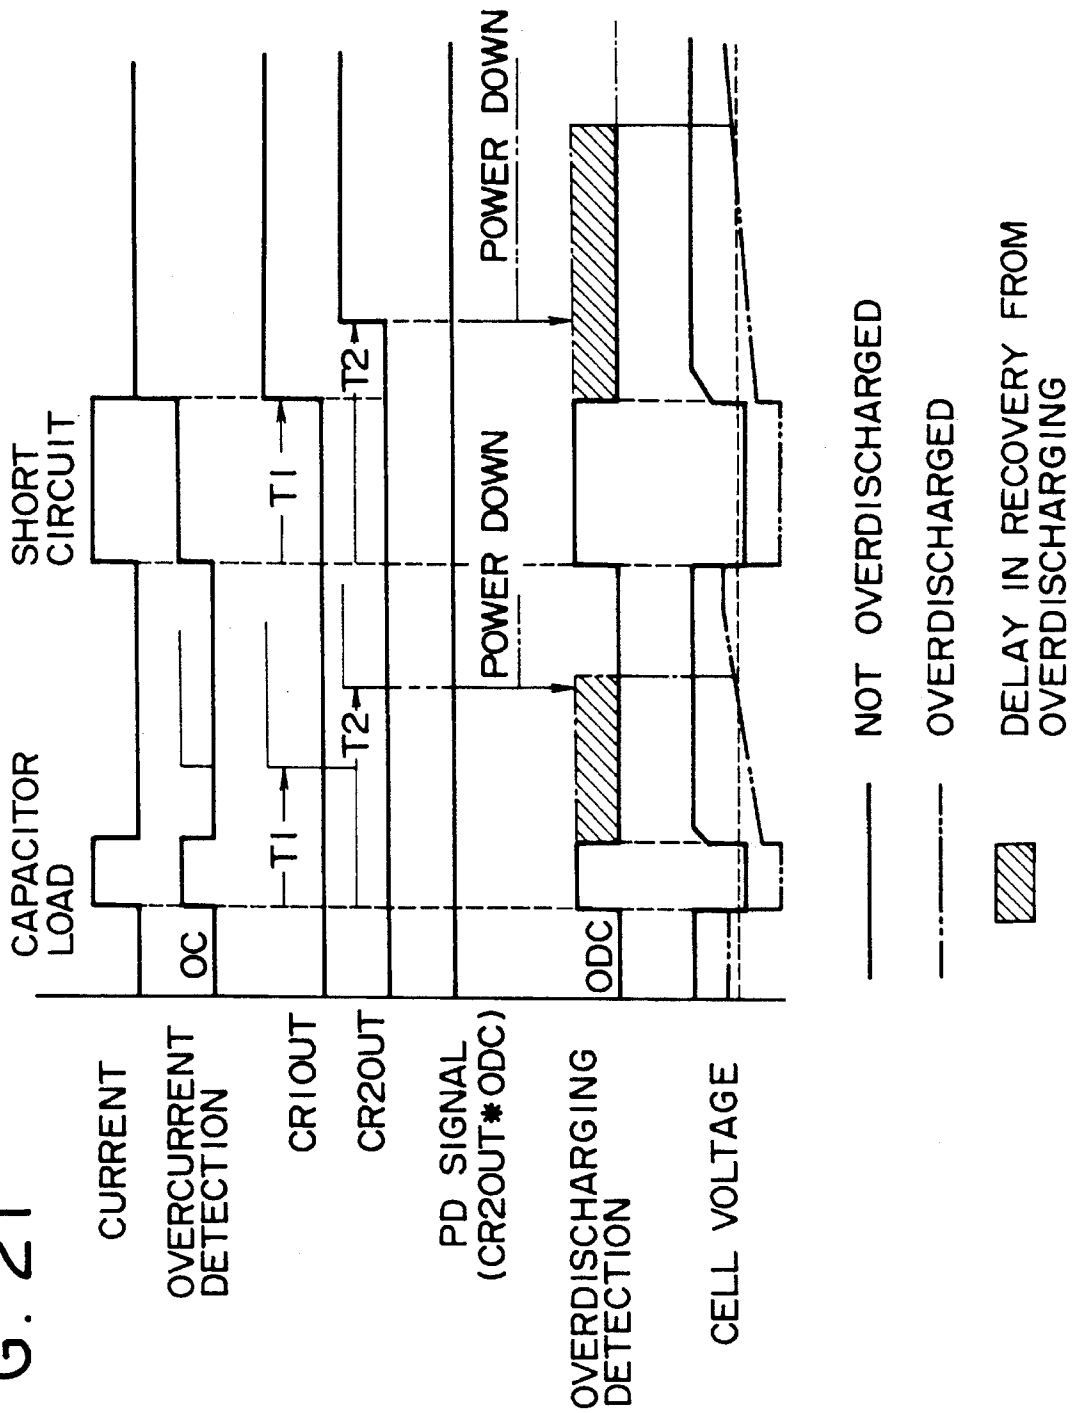 G. 21
CAPACITOR
LOAD
SHORT
CIRCUIT
CURRENT
OVERCURRENT
DETECTION
OC
CR1OUT
T1
T1
CR2OUT
T2
T2
PD SIGNAL
(CR2OUT*ODC)
POWER DOWN
POWER DOWN
OVERDISCHARGING
DETECTION
ODC
CELL VOLTAGE
NOT OVERDISCHARGED
OVERDISCHARGED
DELAY IN RECOVERY FROM
OVERDISCHARGING